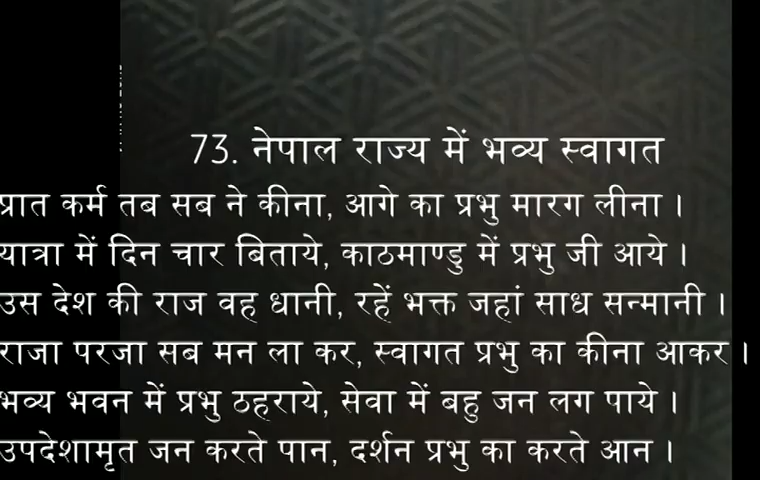 73. नेपाल राज्य में भव्य स्वागत
प्रात कर्म तब सब ने कीना, आगे का प्रभु मारग लीना ।
यात्रा में दिन चार बिताये, काठमाण्डु में प्रभु जी आये ।
उस देश की राज वह धानी, रहें भक्त जहां साध सन्मानी ।
राजा परजा सब मन ला कर, स्वागत प्रभु का कीना आकर ।
भव्य भवन में प्रभु ठहराये, सेवा में बहु जन लग पाये ।
उपदेशामृत जन करते पान, दर्शन प्रभु का करते आन ।